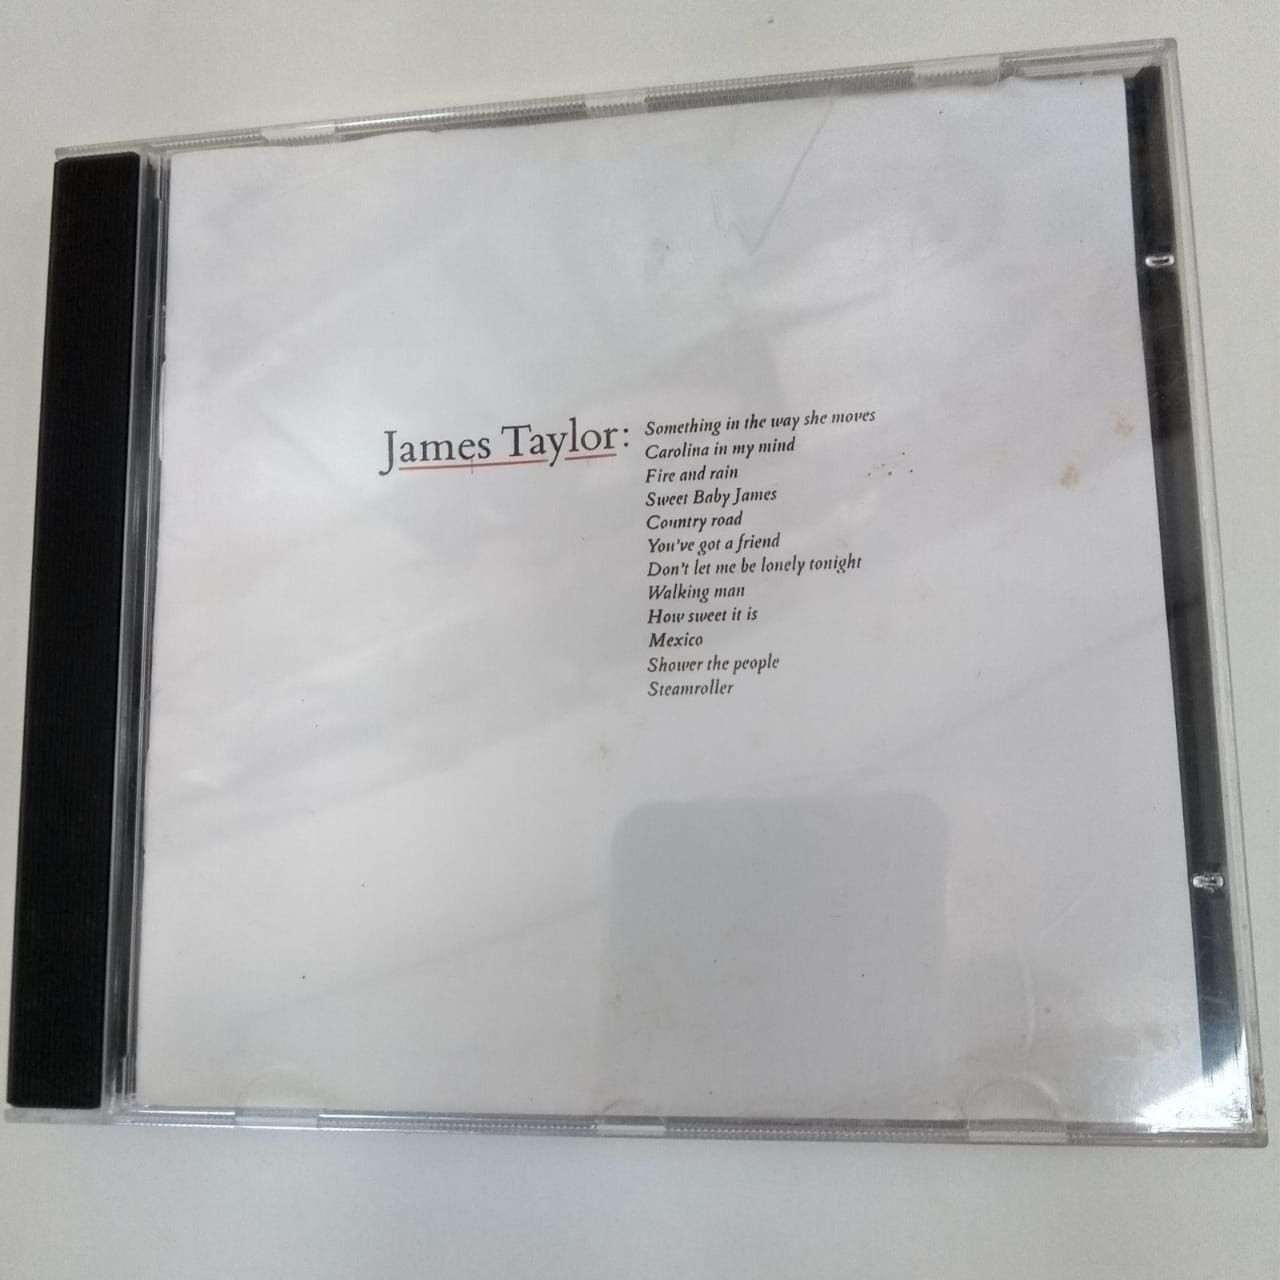 James Taylor:
Something in the way she moves
Carolina in my mind
Fire and rain
Sweet Baby James
Country road
You've got a friend
Don't let me be lonely tonight
Walking man
How sweet it is
Mexico
Shower the people
Steamroller